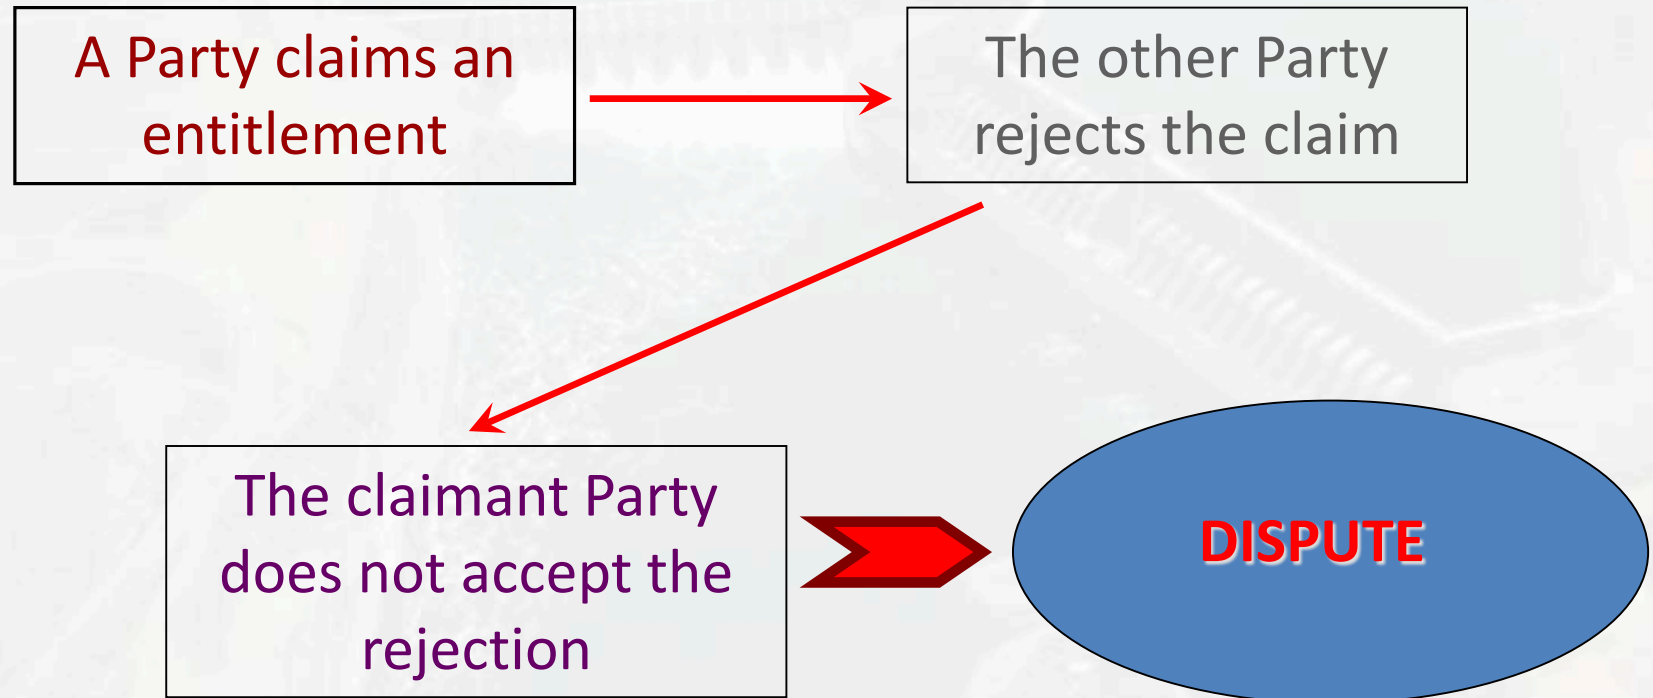 A Party claims an
entitlement
The other Party
rejects the claim
The claimant Party
does not accept the
rejection
DISPUTE